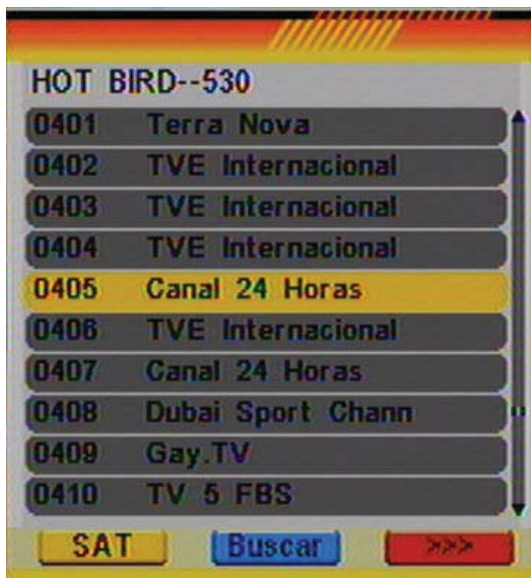 HOT BIRD--530
0401 Terra Nova
0402 TVE Internacional
0403 TVE Internacional
0404 TVE Internacional
0405 Canal 24 Horas
0406 TVE Internacional
0407 Canal 24 Horas
0408 Dubai Sport Chann
0409 Gay.TV
0410 TV 5 FBS
SAT Buscar >>>